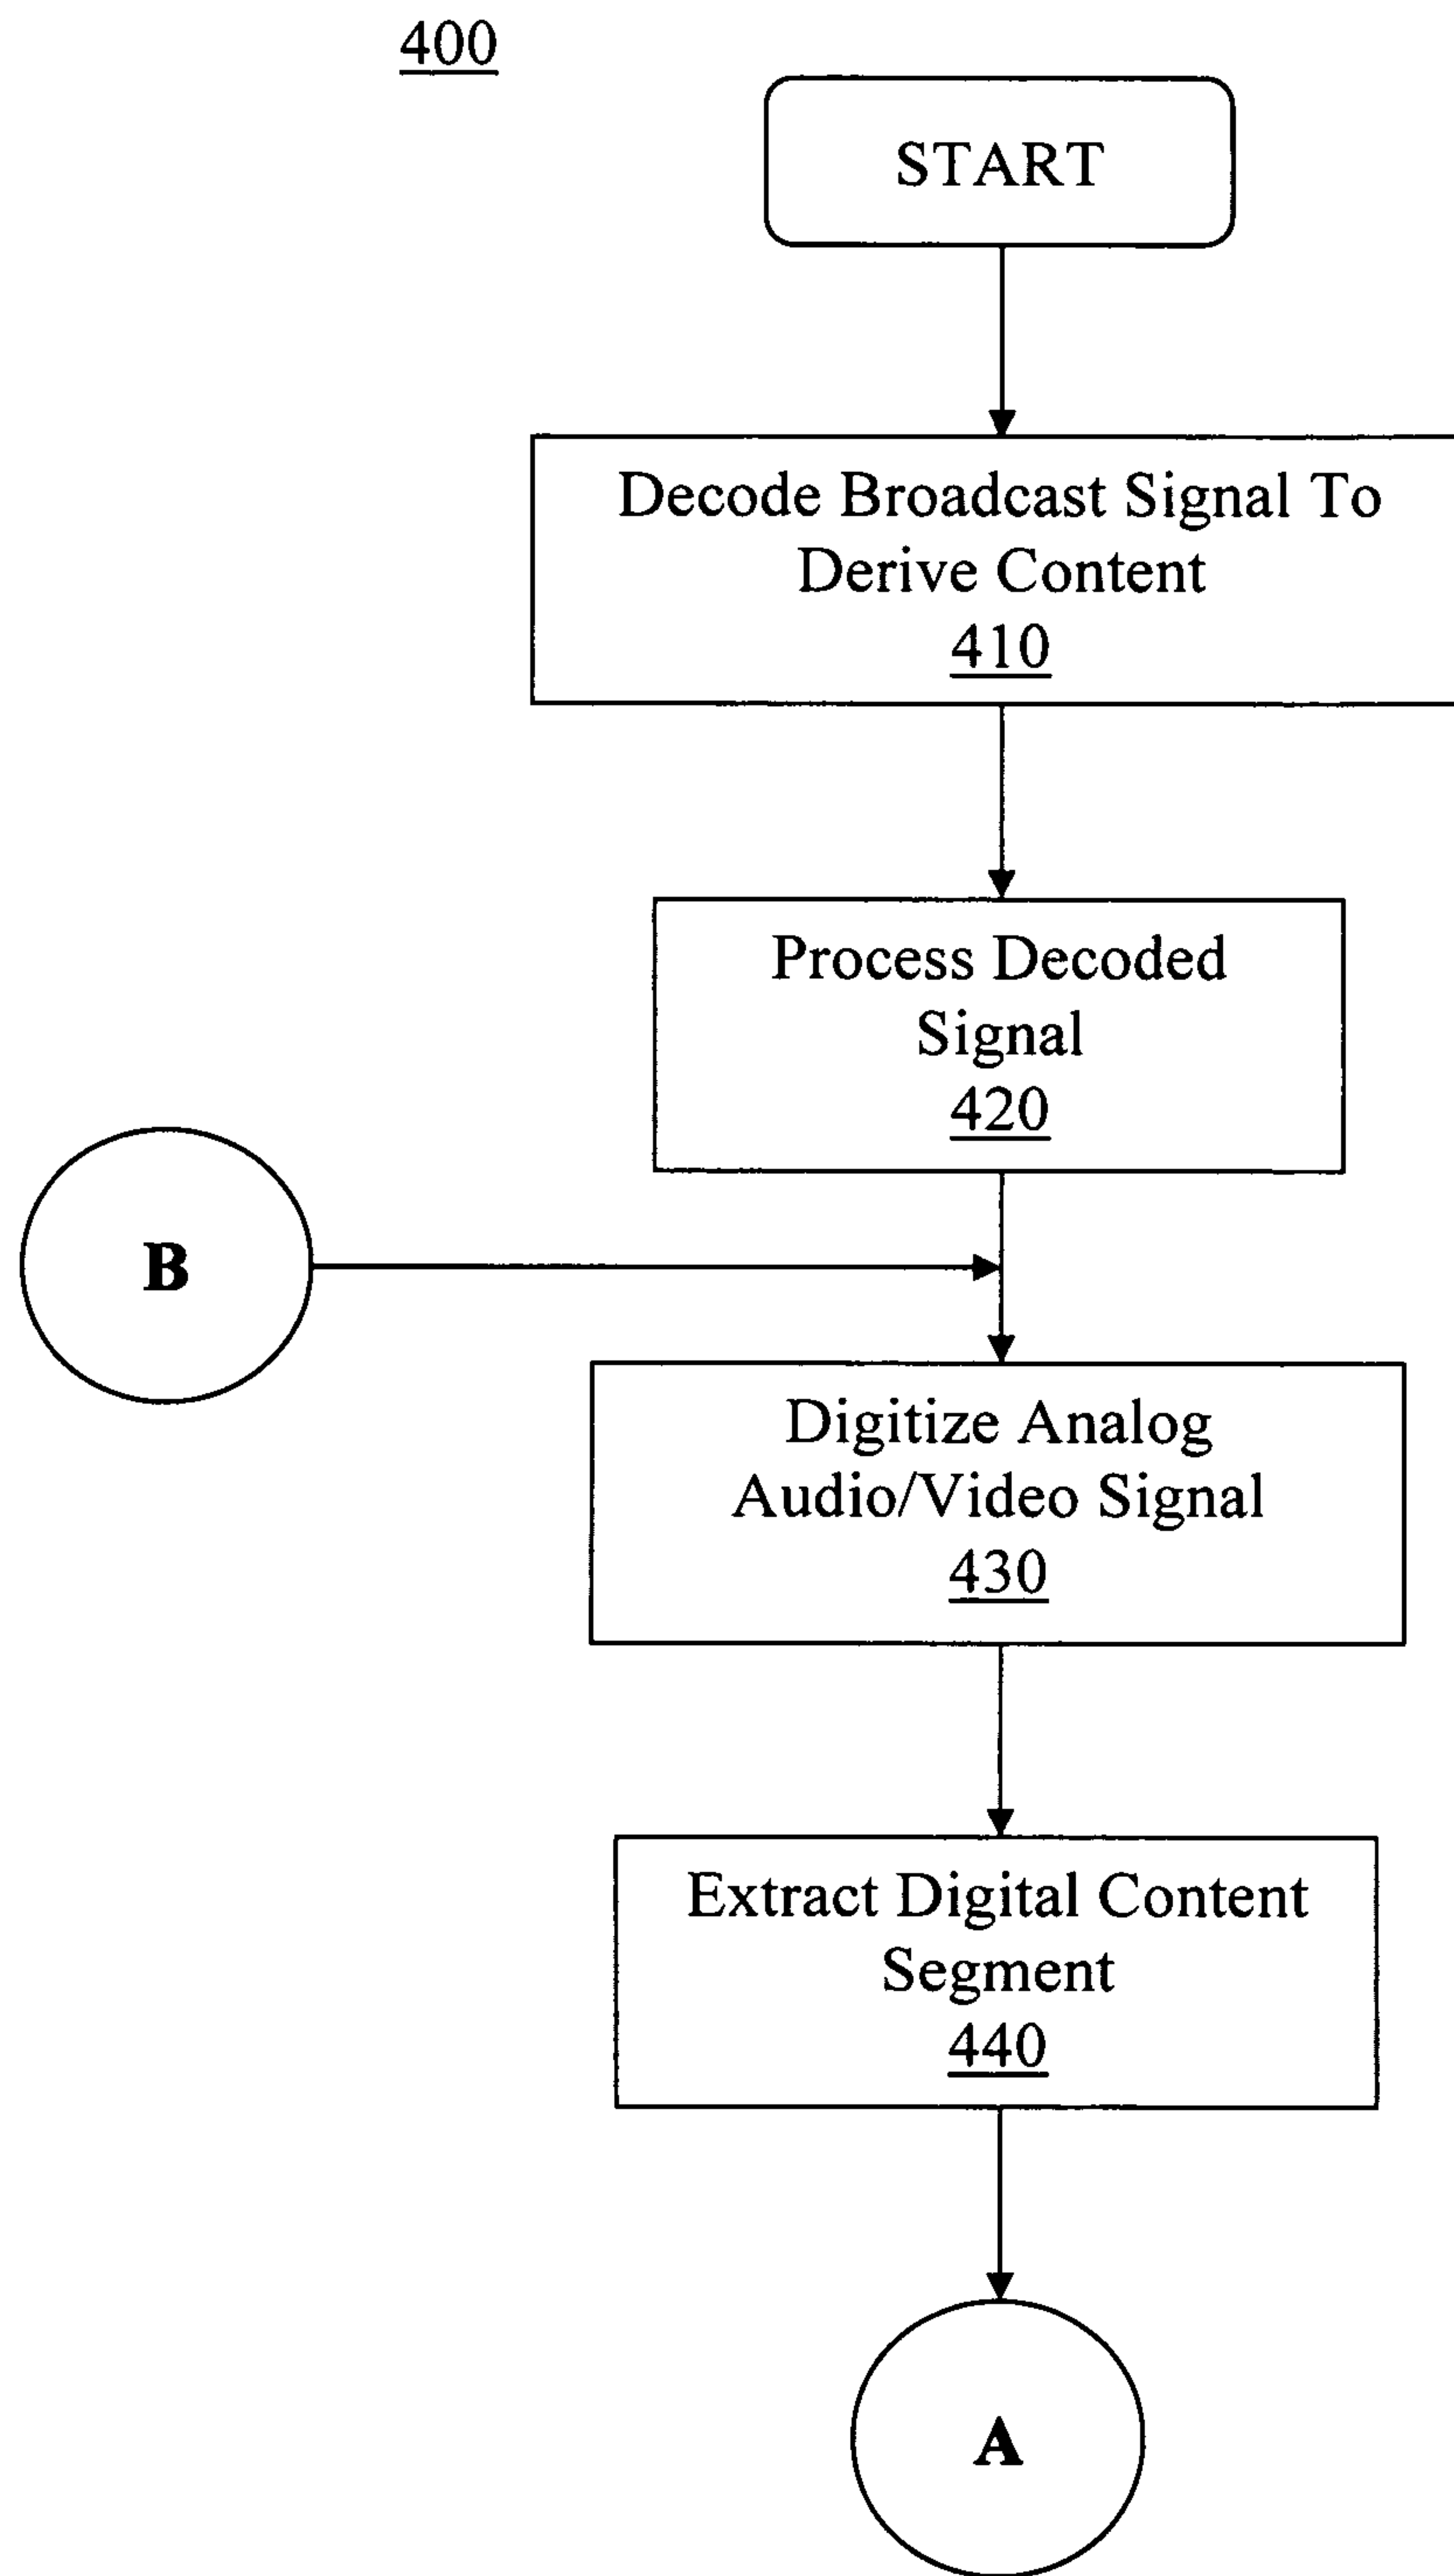 400
START
Decode Broadcast Signal To
Derive Content
410
Process Decoded
Signal
420
B
Digitize Analog
Audio/Video Signal
430
Extract Digital Content
Segment
440
A